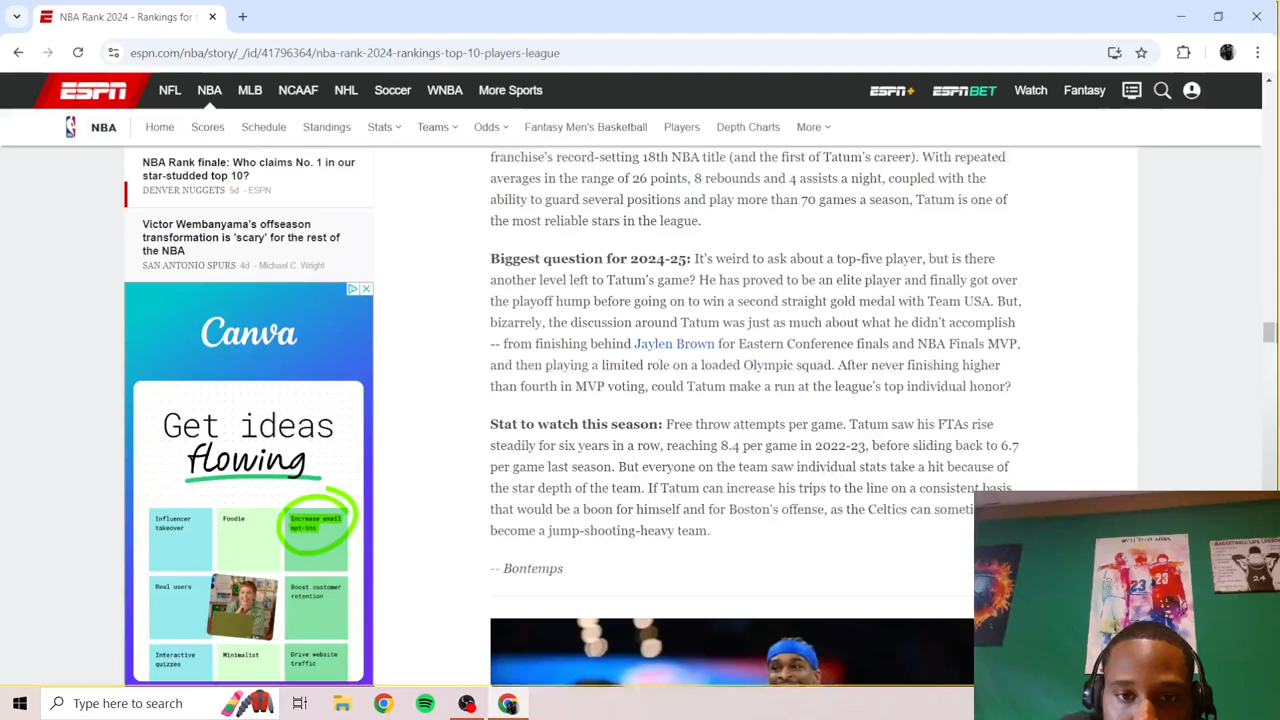 NBA Rank 2024 - Rankings for
espn.com/nba/story/_/id/41796364/nba-rank-2024-rankings-top-10-players-league
ESPN NFL NBA MLB NCAAF NHL Soccer WNBA More Sports ESPN+ ESPN BET Watch Fantasy
NBA Home Scores Schedule Standings Stats Teams Odds Fantasy Men's Basketball Players Depth Charts More
NBA Rank finale: Who claims No. 1 in our
star-studded top 10?
DENVER NUGGETS 5d - ESPN
Victor Wembanyama's offseason
transformation is 'scary' for the rest of
the NBA
SAN ANTONIO SPURS 4d - Michael C. Wright
Canva
Get ideas
flowing
Influencer
takeover
Foodie
Increase email
opt-ins
Real users
Boost customer
retention
Interactive
quizzes
Minimalist
Drive website
traffic
franchise's record-setting 18th NBA title (and the first of Tatum's career). With repeated
averages in the range of 26 points, 8 rebounds and 4 assists a night, coupled with the
ability to guard several positions and play more than 70 games a season, Tatum is one of
the most reliable stars in the league.
Biggest question for 2024-25: It's weird to ask about a top-five player, but is there
another level left to Tatum's game? He has proved to be an elite player and finally got over
the playoff hump before going on to win a second straight gold medal with Team USA. But,
bizarrely, the discussion around Tatum was just as much about what he didn't accomplish
-- from finishing behind Jaylen Brown for Eastern Conference finals and NBA Finals MVP,
and then playing a limited role on a loaded Olympic squad. After never finishing higher
than fourth in MVP voting, could Tatum make a run at the league's top individual honor?
Stat to watch this season: Free throw attempts per game. Tatum saw his FTAs rise
steadily for six years in a row, reaching 8.4 per game in 2022-23, before sliding back to 6.7
per game last season. But everyone on the team saw individual stats take a hit because of
the star depth of the team. If Tatum can increase his trips to the line on a consistent basis
that would be a boon for himself and for Boston's offense, as the Celtics can someti
become a jump-shooting-heavy team.
-- Bontemps
BASKETBALL LIFE LESSON
23
23
24
Type here to search